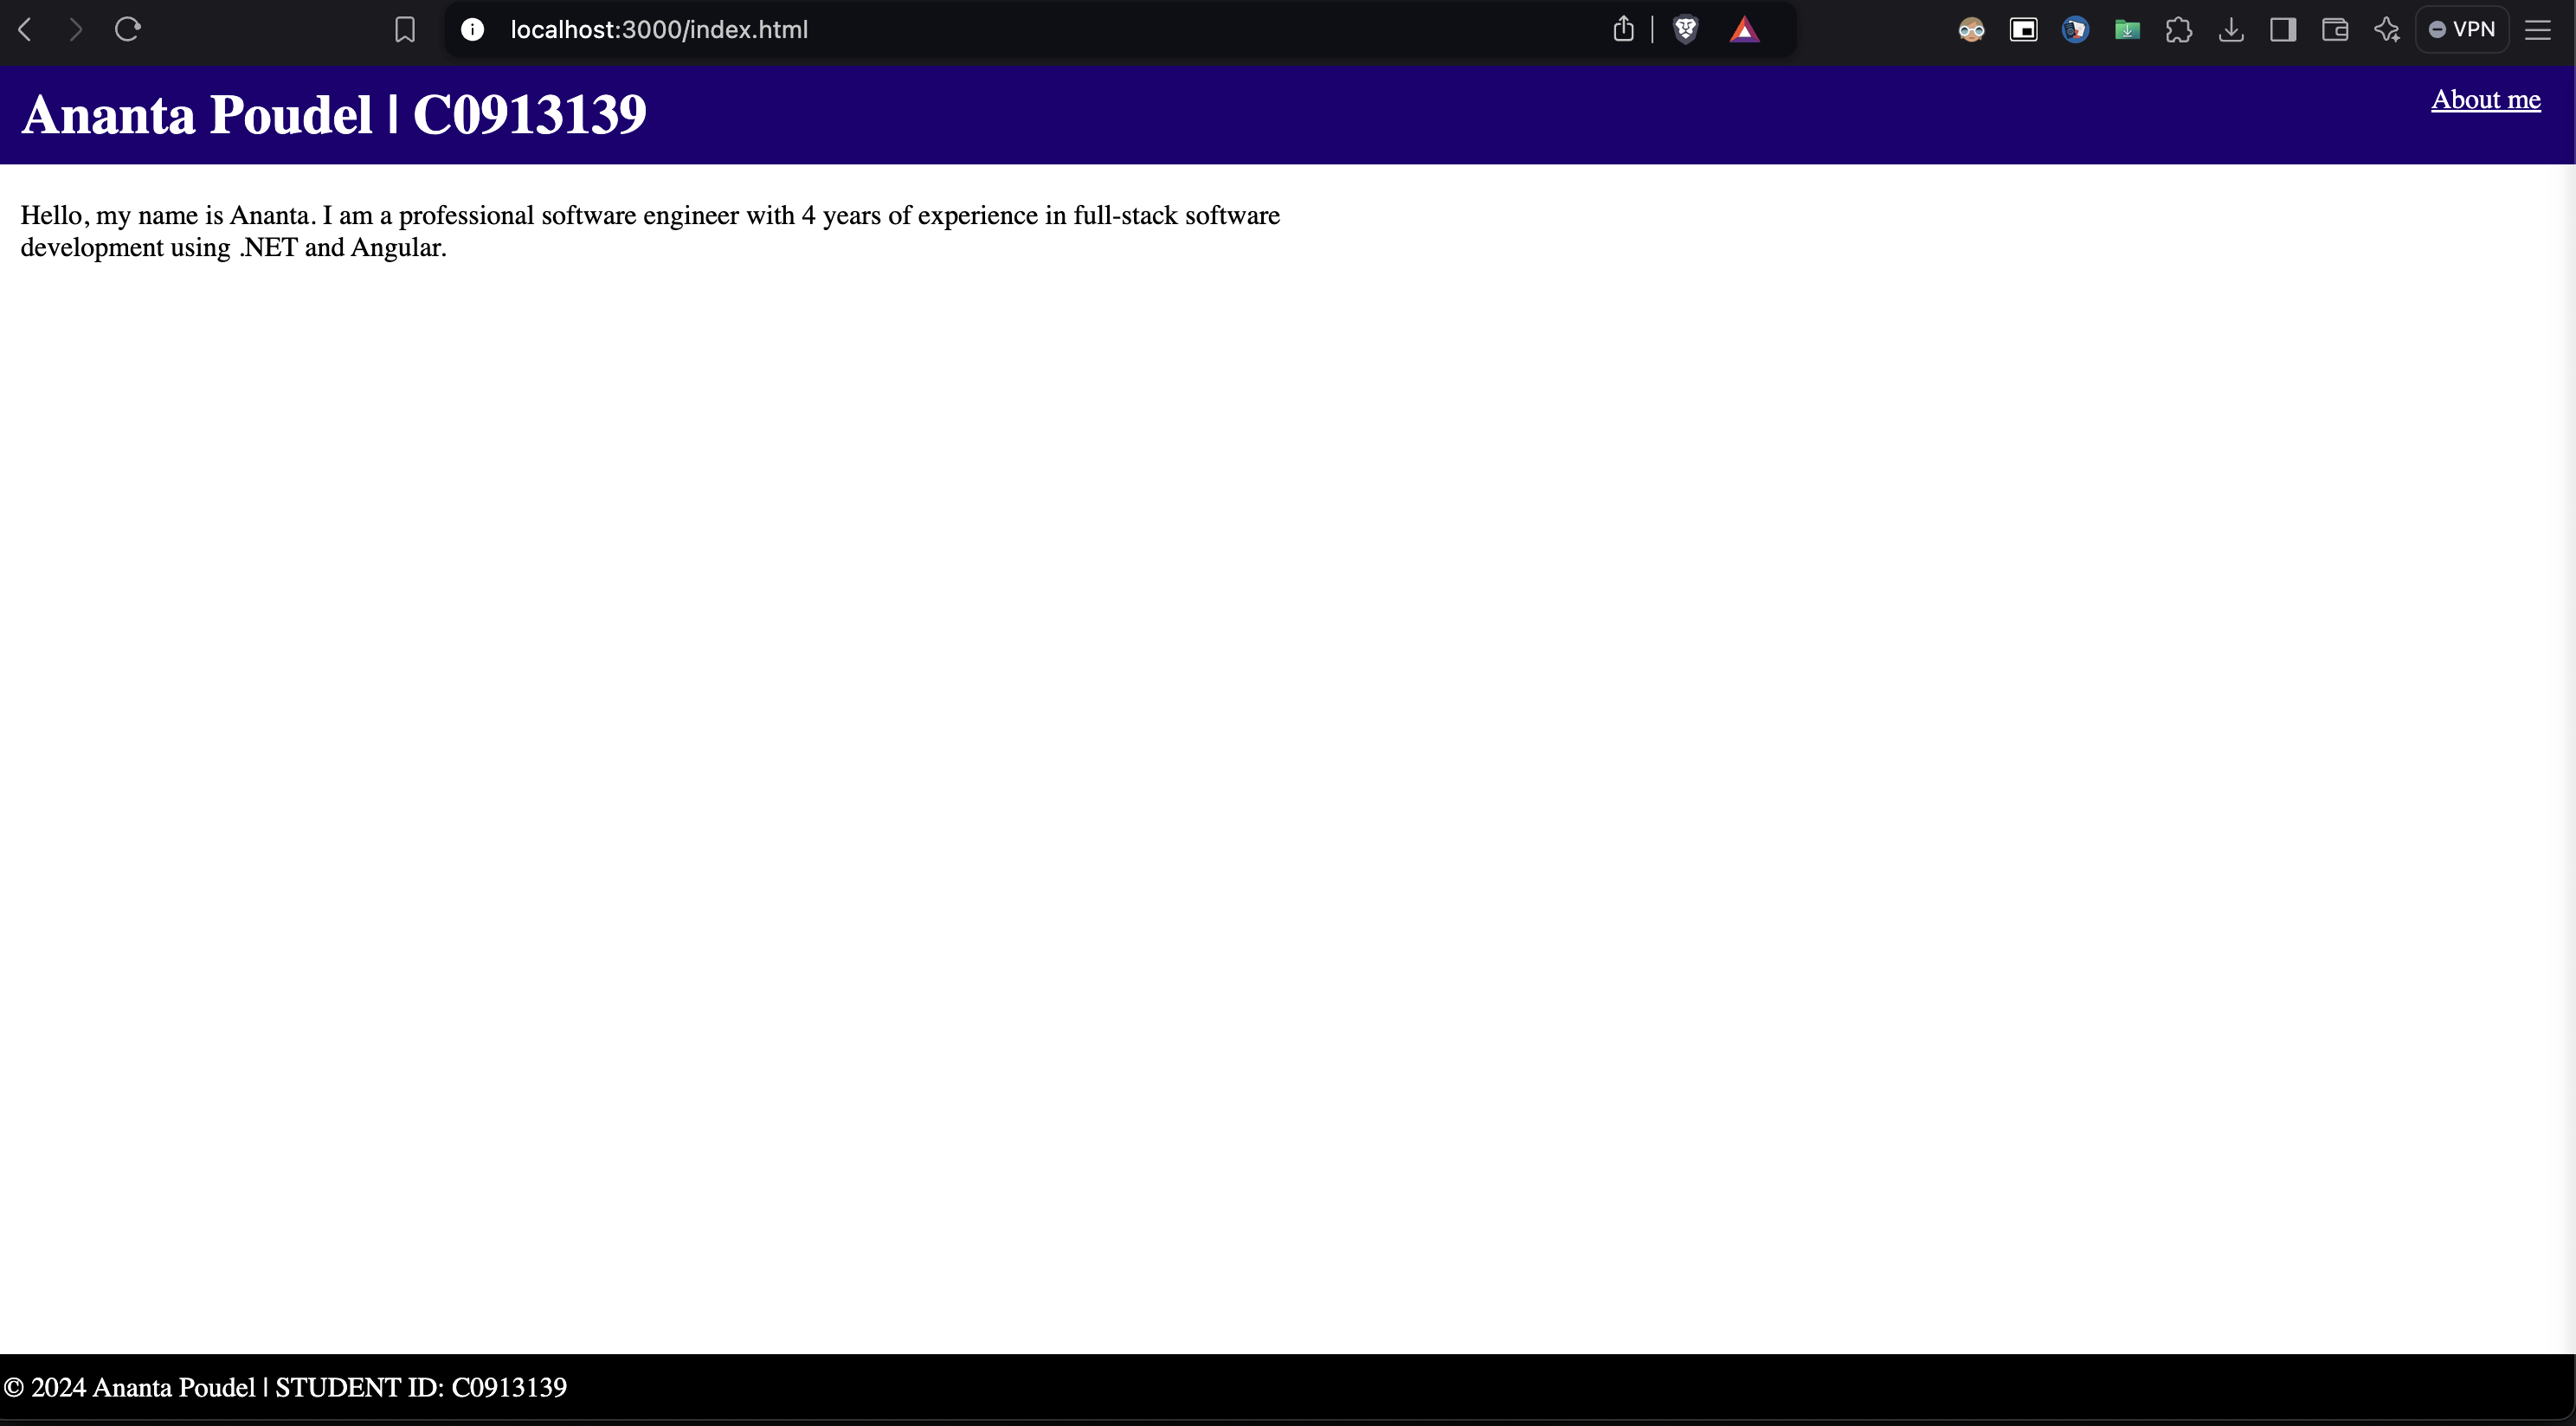 localhost:3000/index.html
VPN
Ananta Poudel | C0913139
About me
Hello, my name is Ananta. I am a professional software engineer with 4 years of experience in full-stack software
development using .NET and Angular.
© 2024 Ananta Poudel | STUDENT ID: C0913139